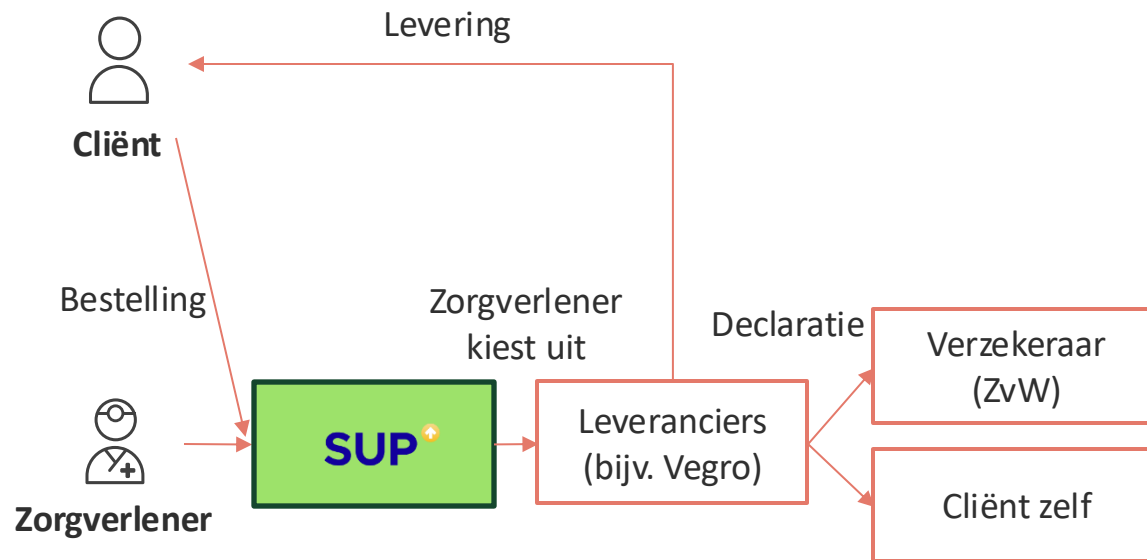 Levering
Cliënt
Bestelling
Zorgverlener
kiest uit
Declaratie
Verzekeraar
(ZvW)
SUP
Leveranciers
(bijv. Vegro)
Cliënt zelf
Zorgverlener